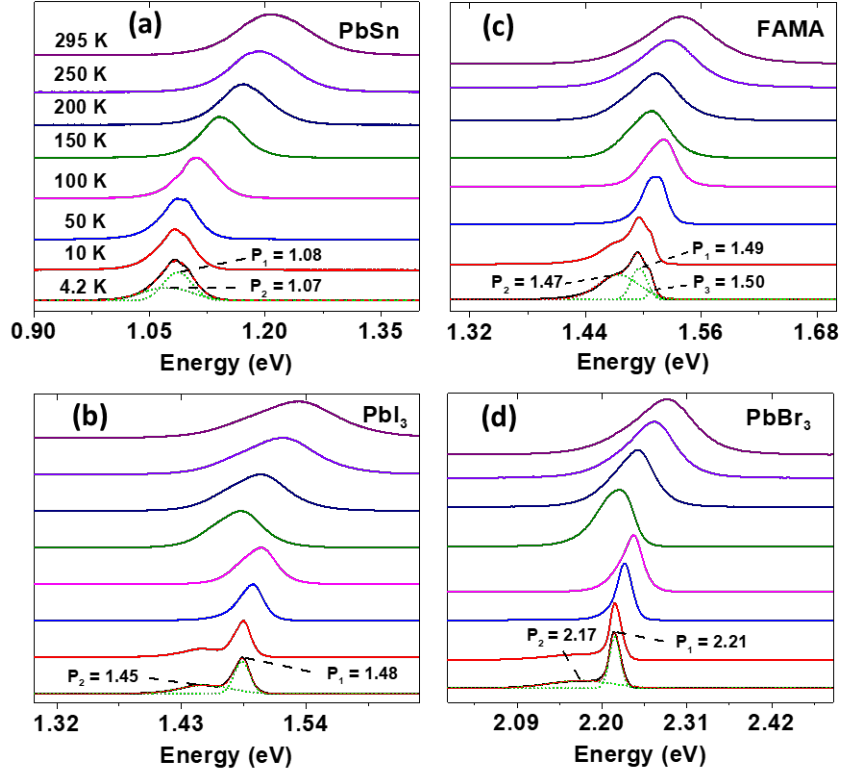 (a) PbSn
295 K
250 K
200 K
150 K
100 K
50 K
10 K
4.2 K
P1 = 1.08
P2 = 1.07
0.90 1.05 1.20 1.35
Energy (eV)
(c) FAMA
P1 = 1.49
P2 = 1.47
P3 = 1.50
1.32 1.44 1.56 1.68
Energy (eV)
(b) PbI3
P2 = 1.45
P1 = 1.48
1.32 1.43 1.54
Energy (eV)
(d) PbBr3
P2 = 2.17
P1 = 2.21
2.09 2.20 2.31 2.42
Energy (eV)